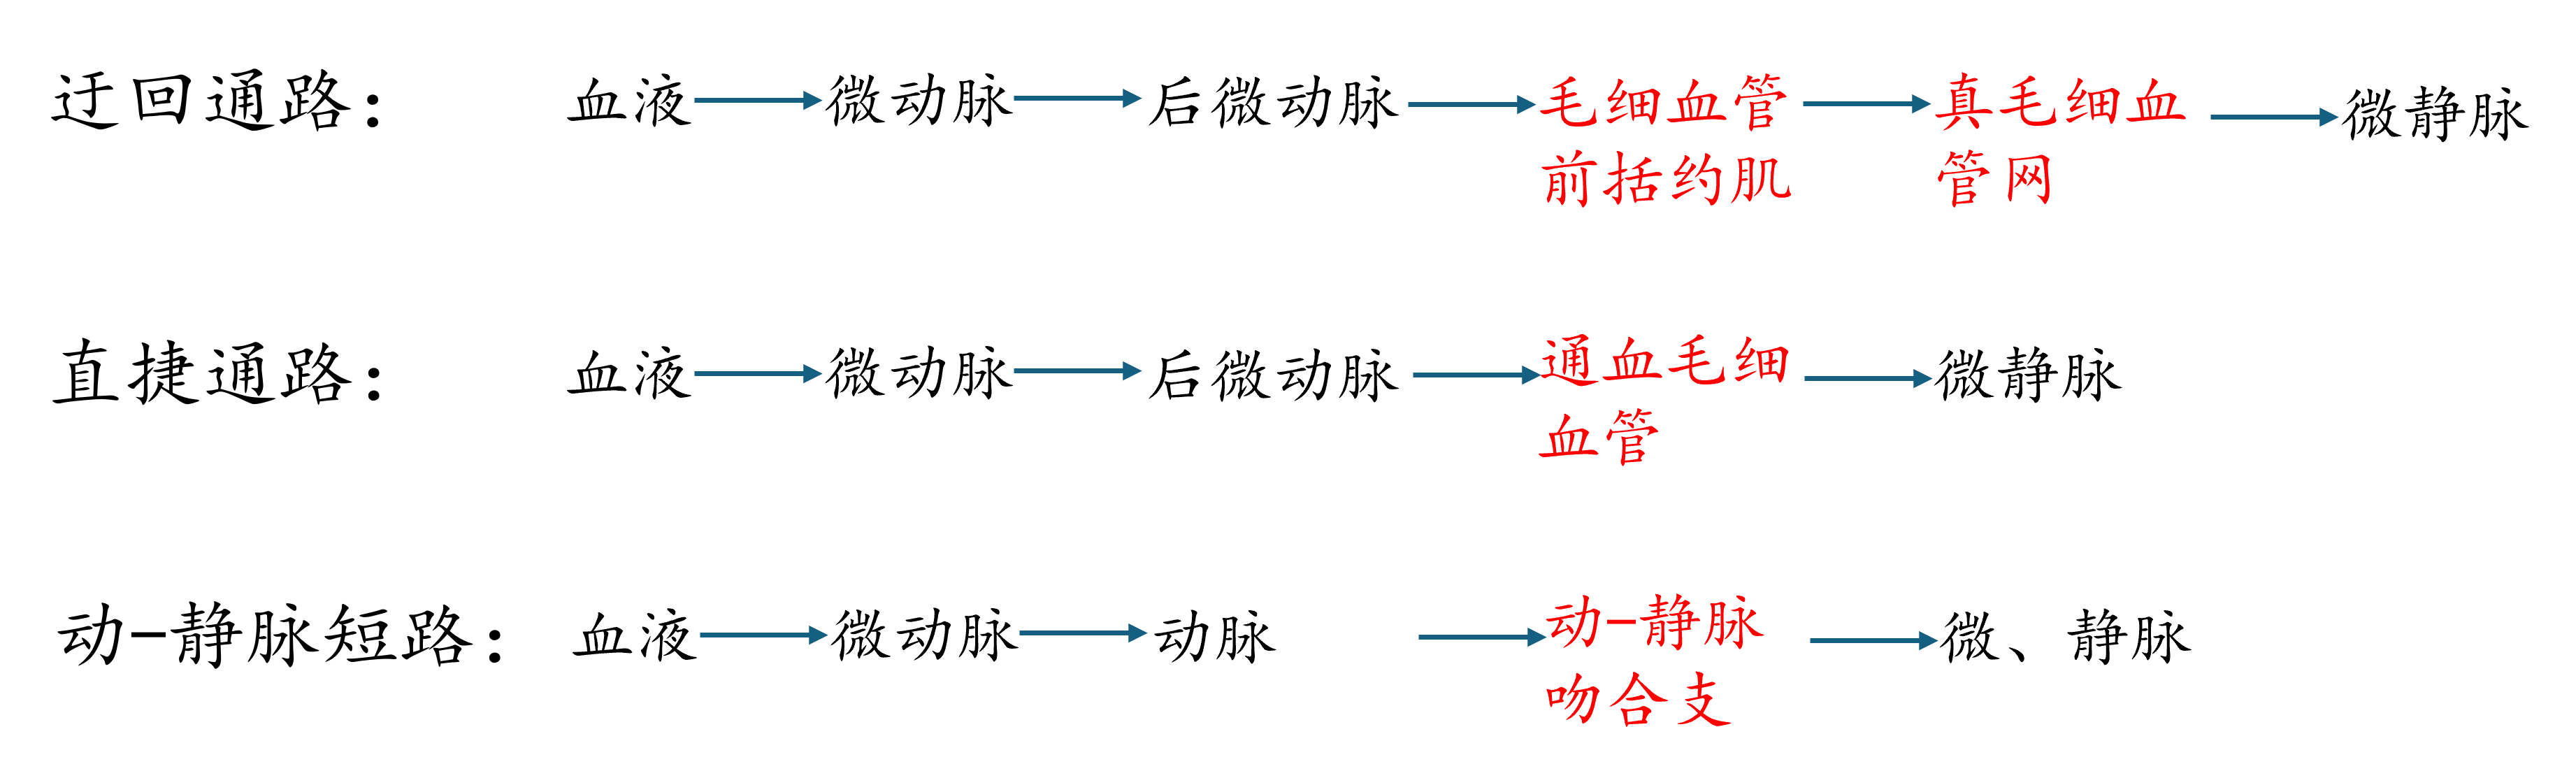 迂回通路： 血液 微动脉 后微动脉 毛细血管 真毛细血 微静脉
前括约肌 管网
直捷通路： 血液 微动脉 后微动脉 通血毛细 微静脉
血管
动-静脉短路： 血液 微动脉 动脉 动-静脉 微、静脉
吻合支